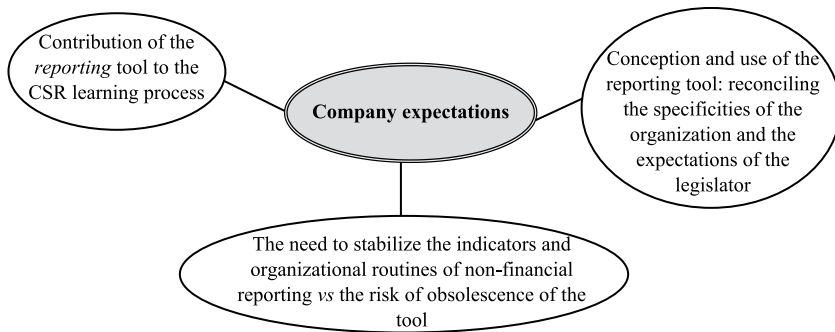 Contribution of the
reporting tool to the
CSR learning process
Company expectations
Conception and use of the
reporting tool: reconciling
the specificities of the
organization and the
expectations of the
legislator
The need to stabilize the indicators and
organizational routines of non-financial
reporting vs the risk of obsolescence of the
tool